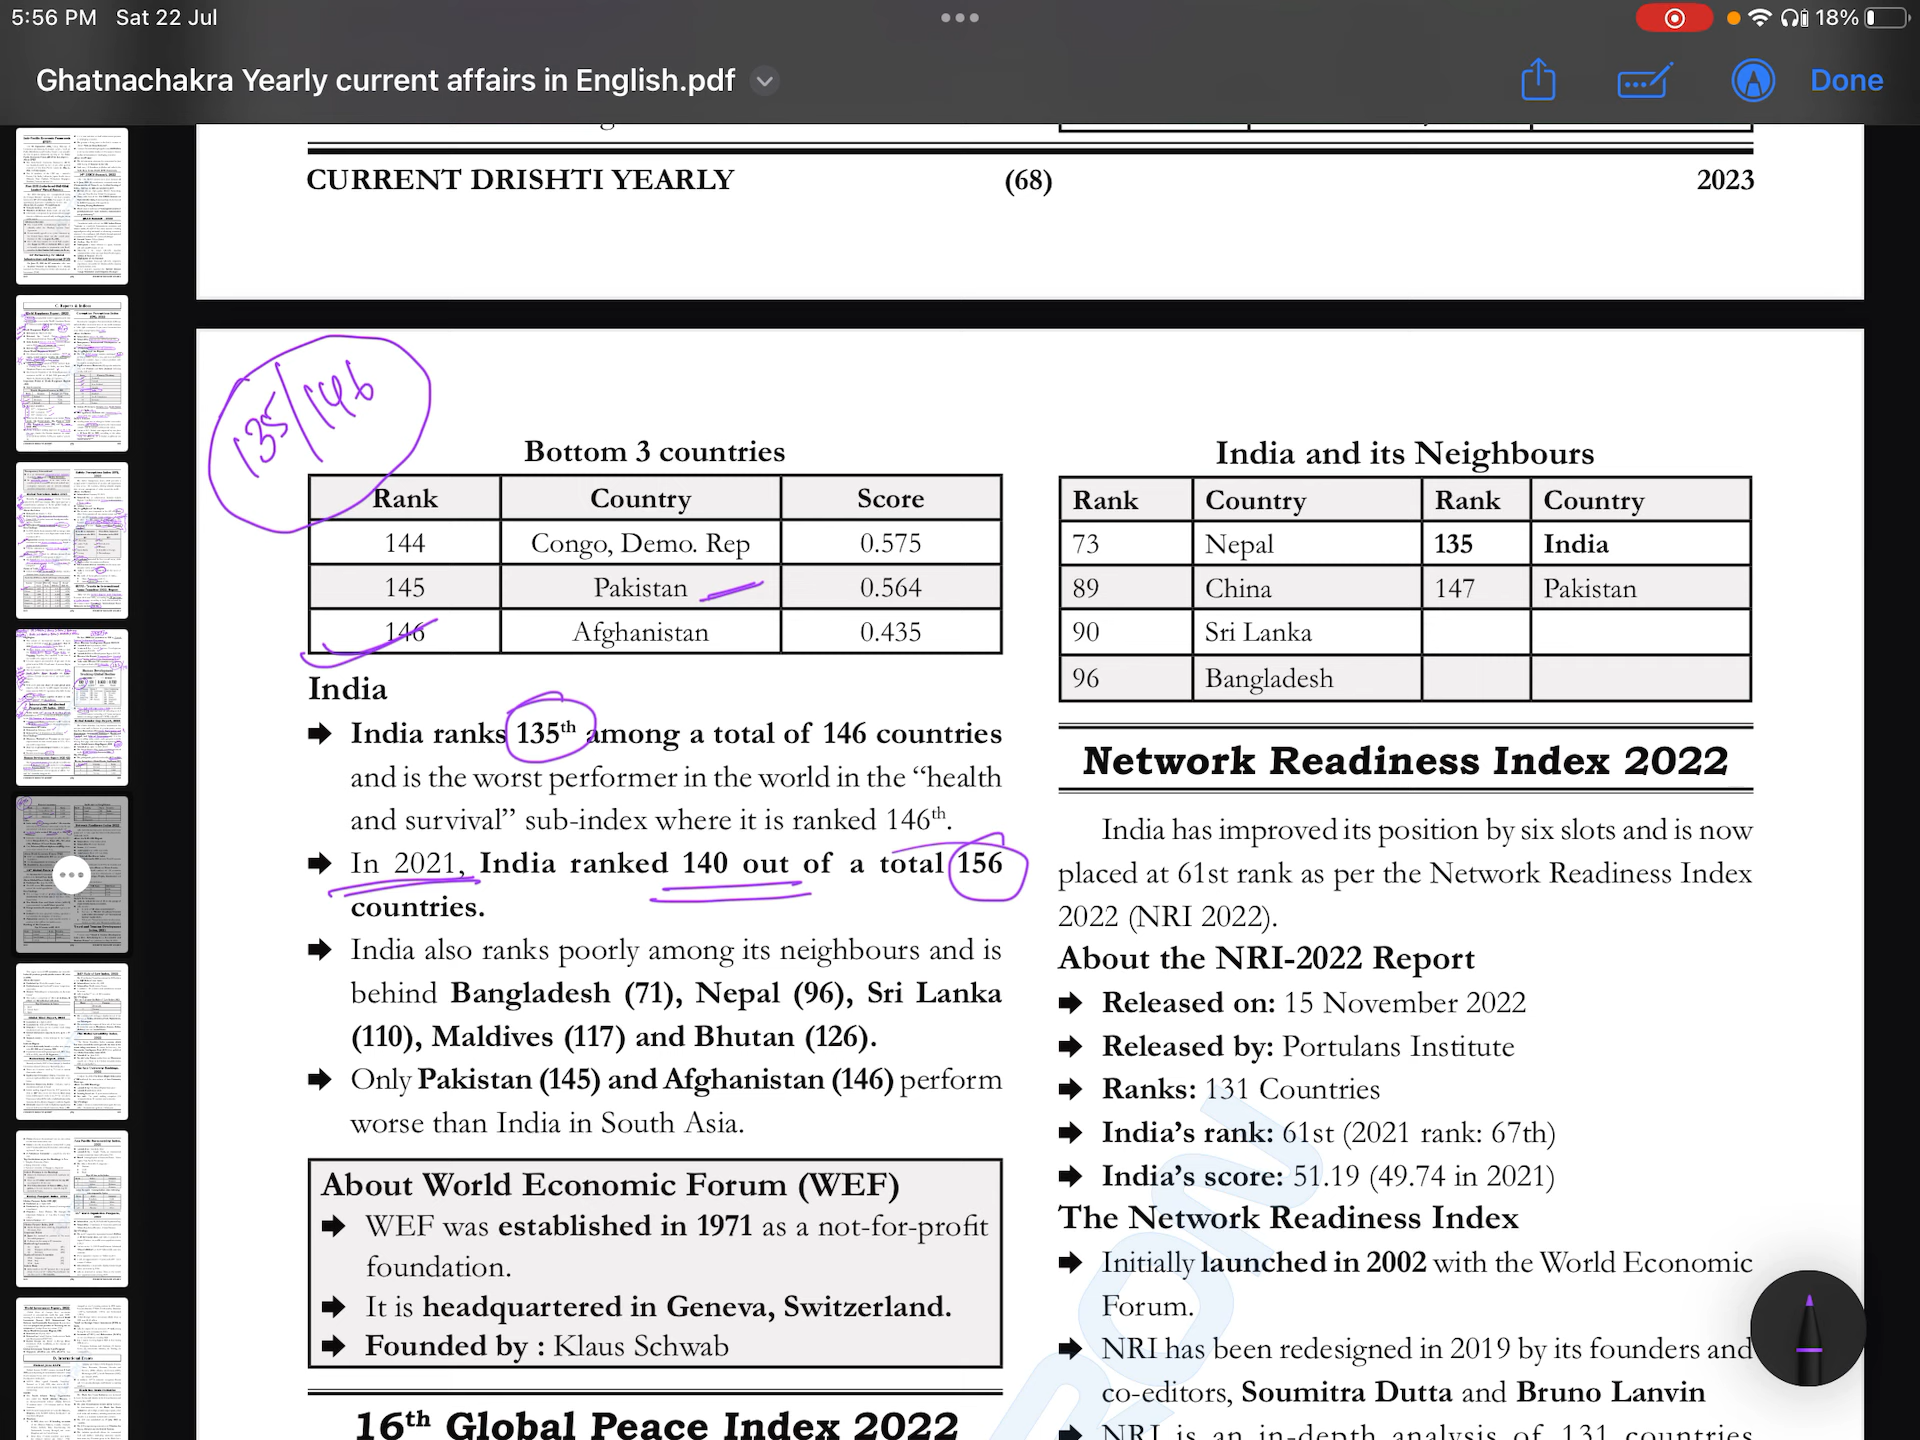 5:56 PM Sat 22 Jul
18%
Ghatnachakra Yearly current affairs in English.pdf
Done
CURRENT DRISHTI YEARLY (68) 2023
135/146
Bottom 3 countries
Rank Country Score
144 Congo, Demo. Rep 0.575
145 Pakistan 0.564
146 Afghanistan 0.435
India
India ranks 135th among a total of 146 countries
and is the worst performer in the world in the “health
and survival” sub-index where it is ranked 146th.
In 2021, India ranked 140 out of a total 156
countries.
India also ranks poorly among its neighbours and is
behind Bangladesh (71), Nepal (96), Sri Lanka
(110), Maldives (117) and Bhutan (126).
Only Pakistan (145) and Afghanistan (146) perform
worse than India in South Asia.
About World Economic Forum (WEF)
WEF was established in 1971 as a not-for-profit
foundation.
It is headquartered in Geneva, Switzerland.
Founded by : Klaus Schwab
16th Global Peace Index 2022
India and its Neighbours
Rank Country Rank Country
73 Nepal 135 India
89 China 147 Pakistan
90 Sri Lanka
96 Bangladesh
Network Readiness Index 2022
India has improved its position by six slots and is now
placed at 61st rank as per the Network Readiness Index
2022 (NRI 2022).
About the NRI-2022 Report
Released on: 15 November 2022
Released by: Portulans Institute
Ranks: 131 Countries
India’s rank: 61st (2021 rank: 67th)
India’s score: 51.19 (49.74 in 2021)
The Network Readiness Index
Initially launched in 2002 with the World Economic
Forum.
NRI has been redesigned in 2019 by its founders and
co-editors, Soumitra Dutta and Bruno Lanvin
NRI is an in-depth analysis of 131 countries